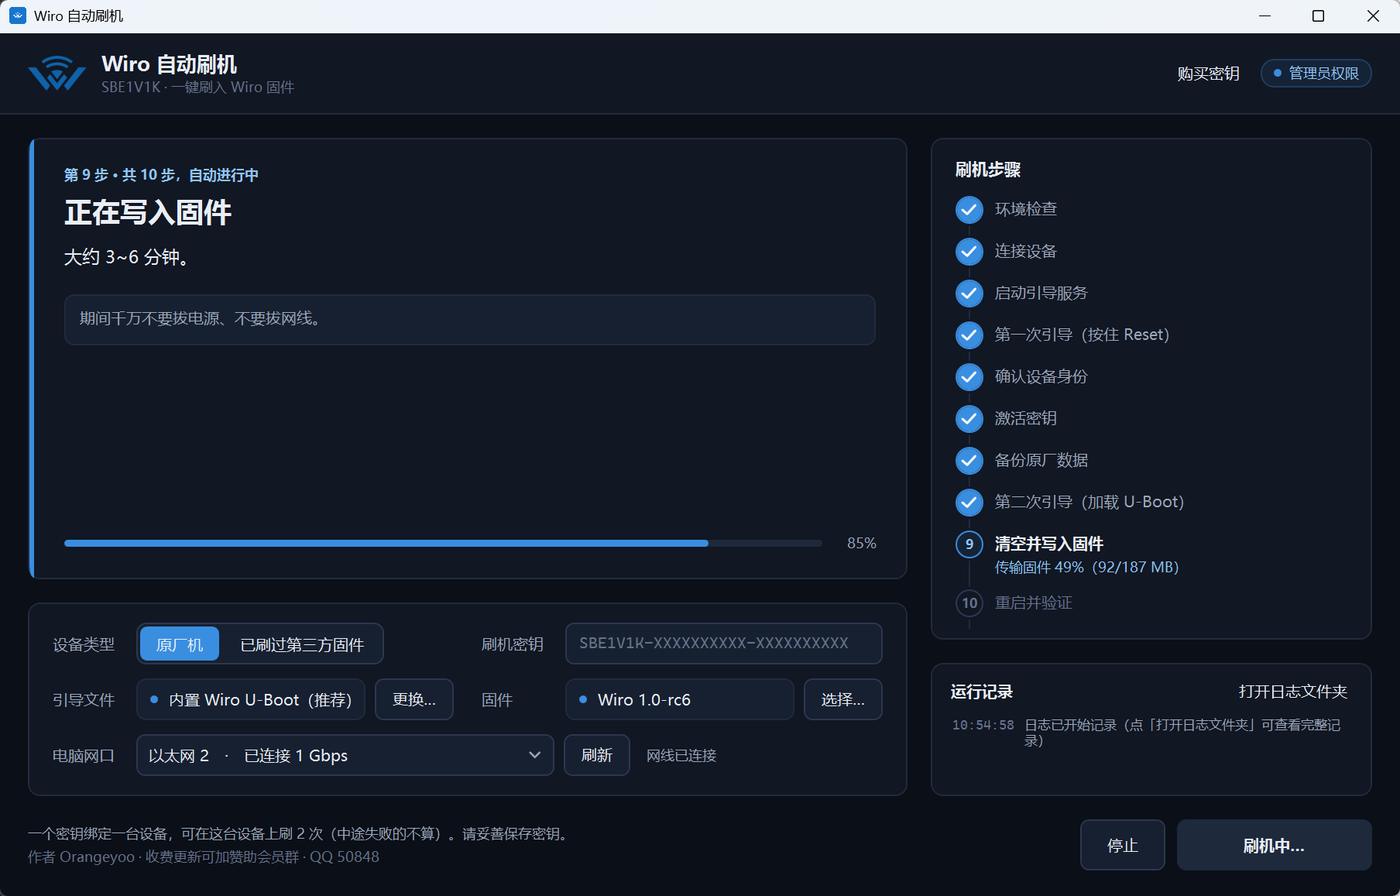 Wiro 自动刷机
Wiro 自动刷机
SBE1V1K · 一键刷入 Wiro 固件
购买密钥
管理员权限
第 9 步 • 共 10 步，自动进行中
正在写入固件
大约 3~6 分钟。
期间千万不要拔电源、不要拔网线。
85%
设备类型
原厂机
已刷过第三方固件
刷机密钥
SBE1V1K-XXXXXXXXXX-XXXXXXXXXX
引导文件
内置 Wiro U-Boot（推荐）
更换...
固件
Wiro 1.0-rc6
选择...
电脑网口
以太网 2 · 已连接 1 Gbps
刷新
网线已连接
刷机步骤
环境检查
连接设备
启动引导服务
第一次引导（按住 Reset）
确认设备身份
激活密钥
备份原厂数据
第二次引导（加载 U-Boot）
9 清空并写入固件
传输固件 49%（92/187 MB）
10 重启并验证
运行记录
打开日志文件夹
10:54:58 日志已开始记录（点「打开日志文件夹」可查看完整记
录）
一个密钥绑定一台设备，可在这台设备上刷 2 次（中途失败的不算）。请妥善保存密钥。
作者 Orangeyoo · 收费更新可加赞助会员群 · QQ 50848
停止
刷机中...